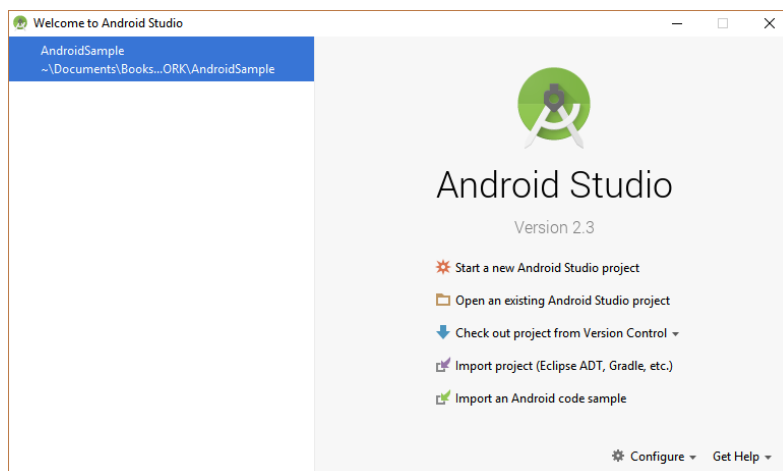 Welcome to Android Studio
AndroidSample
~\Documents\Books...ORK\AndroidSample
Android Studio
Version 2.3
Start a new Android Studio project
Open an existing Android Studio project
Check out project from Version Control
Import project (Eclipse ADT, Gradle, etc.)
Import an Android code sample
Configure Get Help